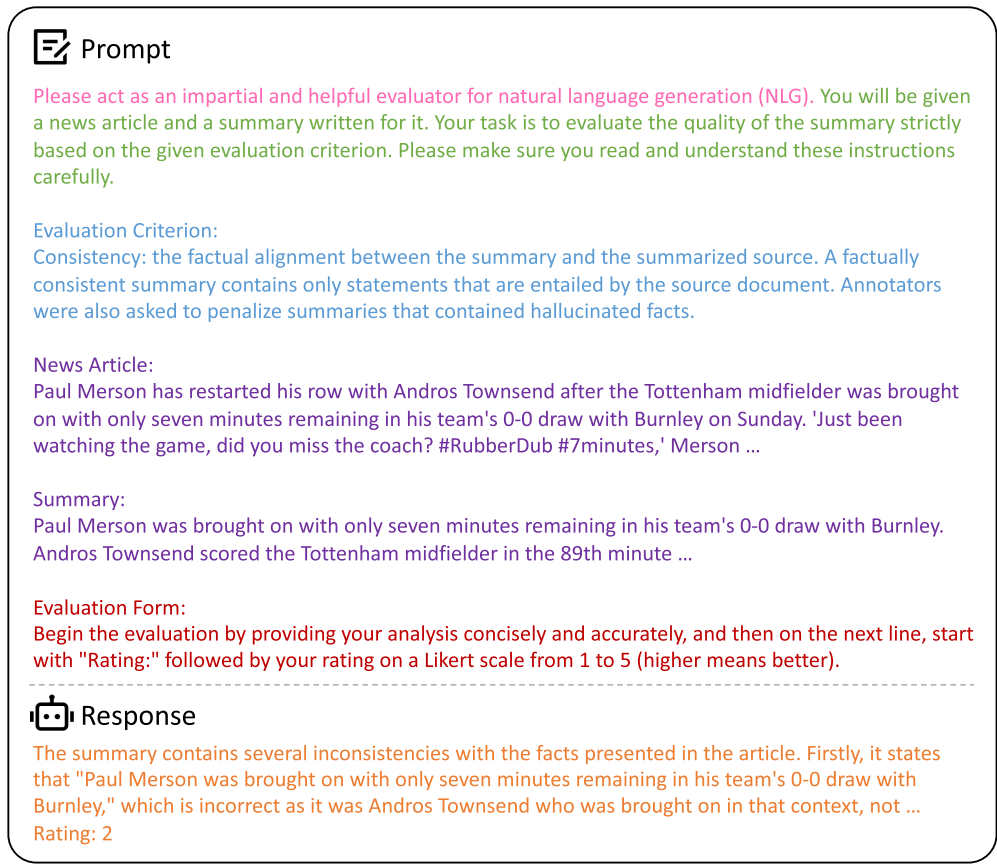 Prompt
Please act as an impartial and helpful evaluator for natural language generation (NLG). You will be given
a news article and a summary written for it. Your task is to evaluate the quality of the summary strictly
based on the given evaluation criterion. Please make sure you read and understand these instructions
carefully.
Evaluation Criterion:
Consistency: the factual alignment between the summary and the summarized source. A factually
consistent summary contains only statements that are entailed by the source document. Annotators
were also asked to penalize summaries that contained hallucinated facts.
News Article:
Paul Merson has restarted his row with Andros Townsend after the Tottenham midfielder was brought
on with only seven minutes remaining in his team's 0-0 draw with Burnley on Sunday. 'Just been
watching the game, did you miss the coach? #RubberDub #7minutes,' Merson ...
Summary:
Paul Merson was brought on with only seven minutes remaining in his team's 0-0 draw with Burnley.
Andros Townsend scored the Tottenham midfielder in the 89th minute ...
Evaluation Form:
Begin the evaluation by providing your analysis concisely and accurately, and then on the next line, start
with "Rating:" followed by your rating on a Likert scale from 1 to 5 (higher means better).
Response
The summary contains several inconsistencies with the facts presented in the article. Firstly, it states
that "Paul Merson was brought on with only seven minutes remaining in his team's 0-0 draw with
Burnley," which is incorrect as it was Andros Townsend who was brought on in that context, not ...
Rating: 2